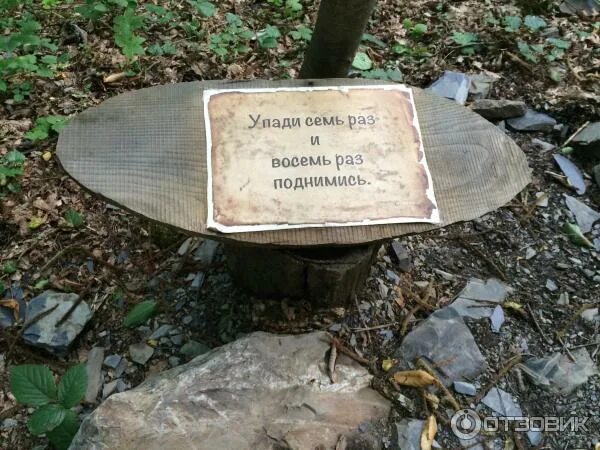 Упади семь раз
и
восемь раз
поднимись.
ОТЗОВИК